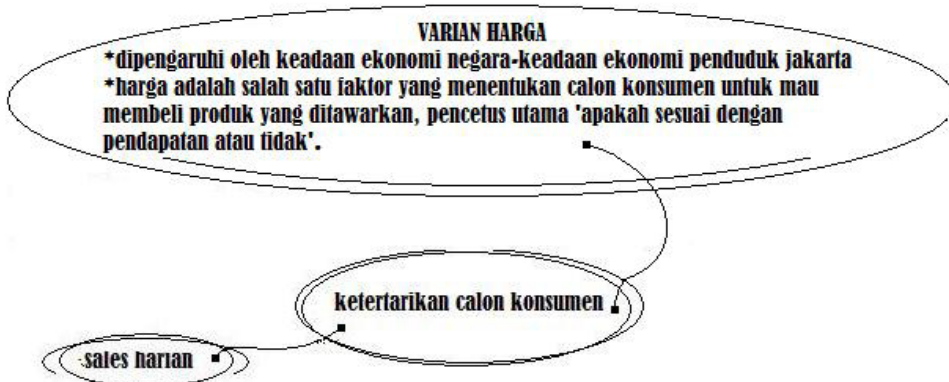 VARIAN HARGA
*dipengaruhi oleh keadaan ekonomi negara-keadaan ekonomi penduduk jakarta
*harga adalah salah satu faktor yang menentukan calon konsumen untuk mau
membeli produk yang ditawarkan, pencetus utama 'apakah sesuai dengan
pendapatan atau tidak'.
ketertarikan calon konsumen
sales harian